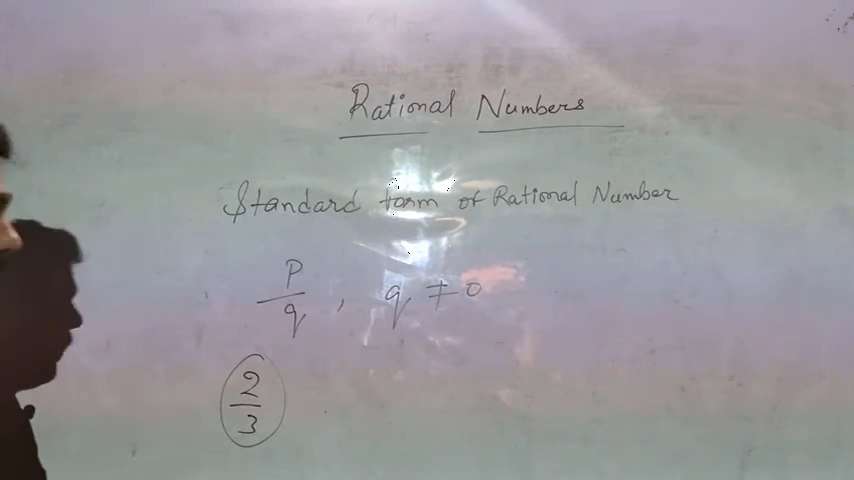 Rational Numbers
Standard form of Rational Number
p/q, q ≠ 0
2/3